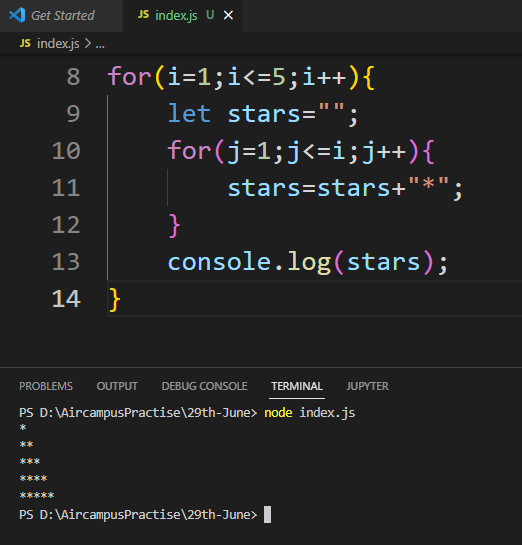 Get Started
JS index.js U ×
JS index.js > ...
8 for(i=1;i<=5;i++){
9 let stars="";
10 for(j=1;j<=i;j++){
11 stars=stars+"*";
12 }
13 console.log(stars);
14 }
PROBLEMS OUTPUT DEBUG CONSOLE TERMINAL JUPYTER
PS D:\AircampusPractise\29th-June> node index.js
*
**
***
****
*****
PS D:\AircampusPractise\29th-June>